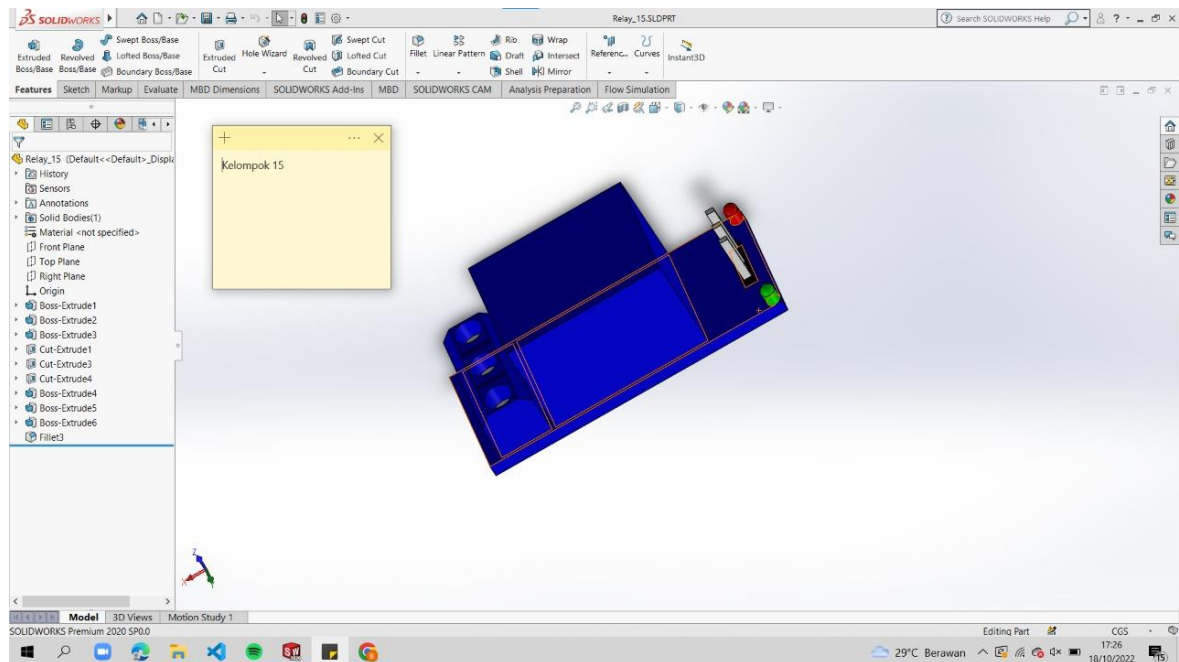 SOLIDWORKS
Relay_15.SLDPRT
Search SOLIDWORKS Help
Extruded Boss/Base
Revolved Boss/Base
Swept Boss/Base
Lofted Boss/Base
Boundary Boss/Base
Extruded Cut
Hole Wizard
Revolved Cut
Swept Cut
Lofted Cut
Boundary Cut
Fillet
Linear Pattern
Rib
Draft
Shell
Wrap
Intersect
Mirror
Referenc...
Curves
Instant3D
Features
Sketch
Markup
Evaluate
MBD Dimensions
SOLIDWORKS Add-Ins
MBD
SOLIDWORKS CAM
Analysis Preparation
Flow Simulation
Relay_15 (Default<<Default>_Displa
History
Sensors
Annotations
Solid Bodies(1)
Material <not specified>
Front Plane
Top Plane
Right Plane
Origin
Boss-Extrude1
Boss-Extrude2
Boss-Extrude3
Cut-Extrude1
Cut-Extrude3
Cut-Extrude4
Boss-Extrude4
Boss-Extrude5
Boss-Extrude6
Fillet3
Kelompok 15
Z
X
Model
3D Views
Motion Study 1
SOLIDWORKS Premium 2020 SP0.0
Editing Part
CGS
29°C Berawan
17:26
18/10/2022
15